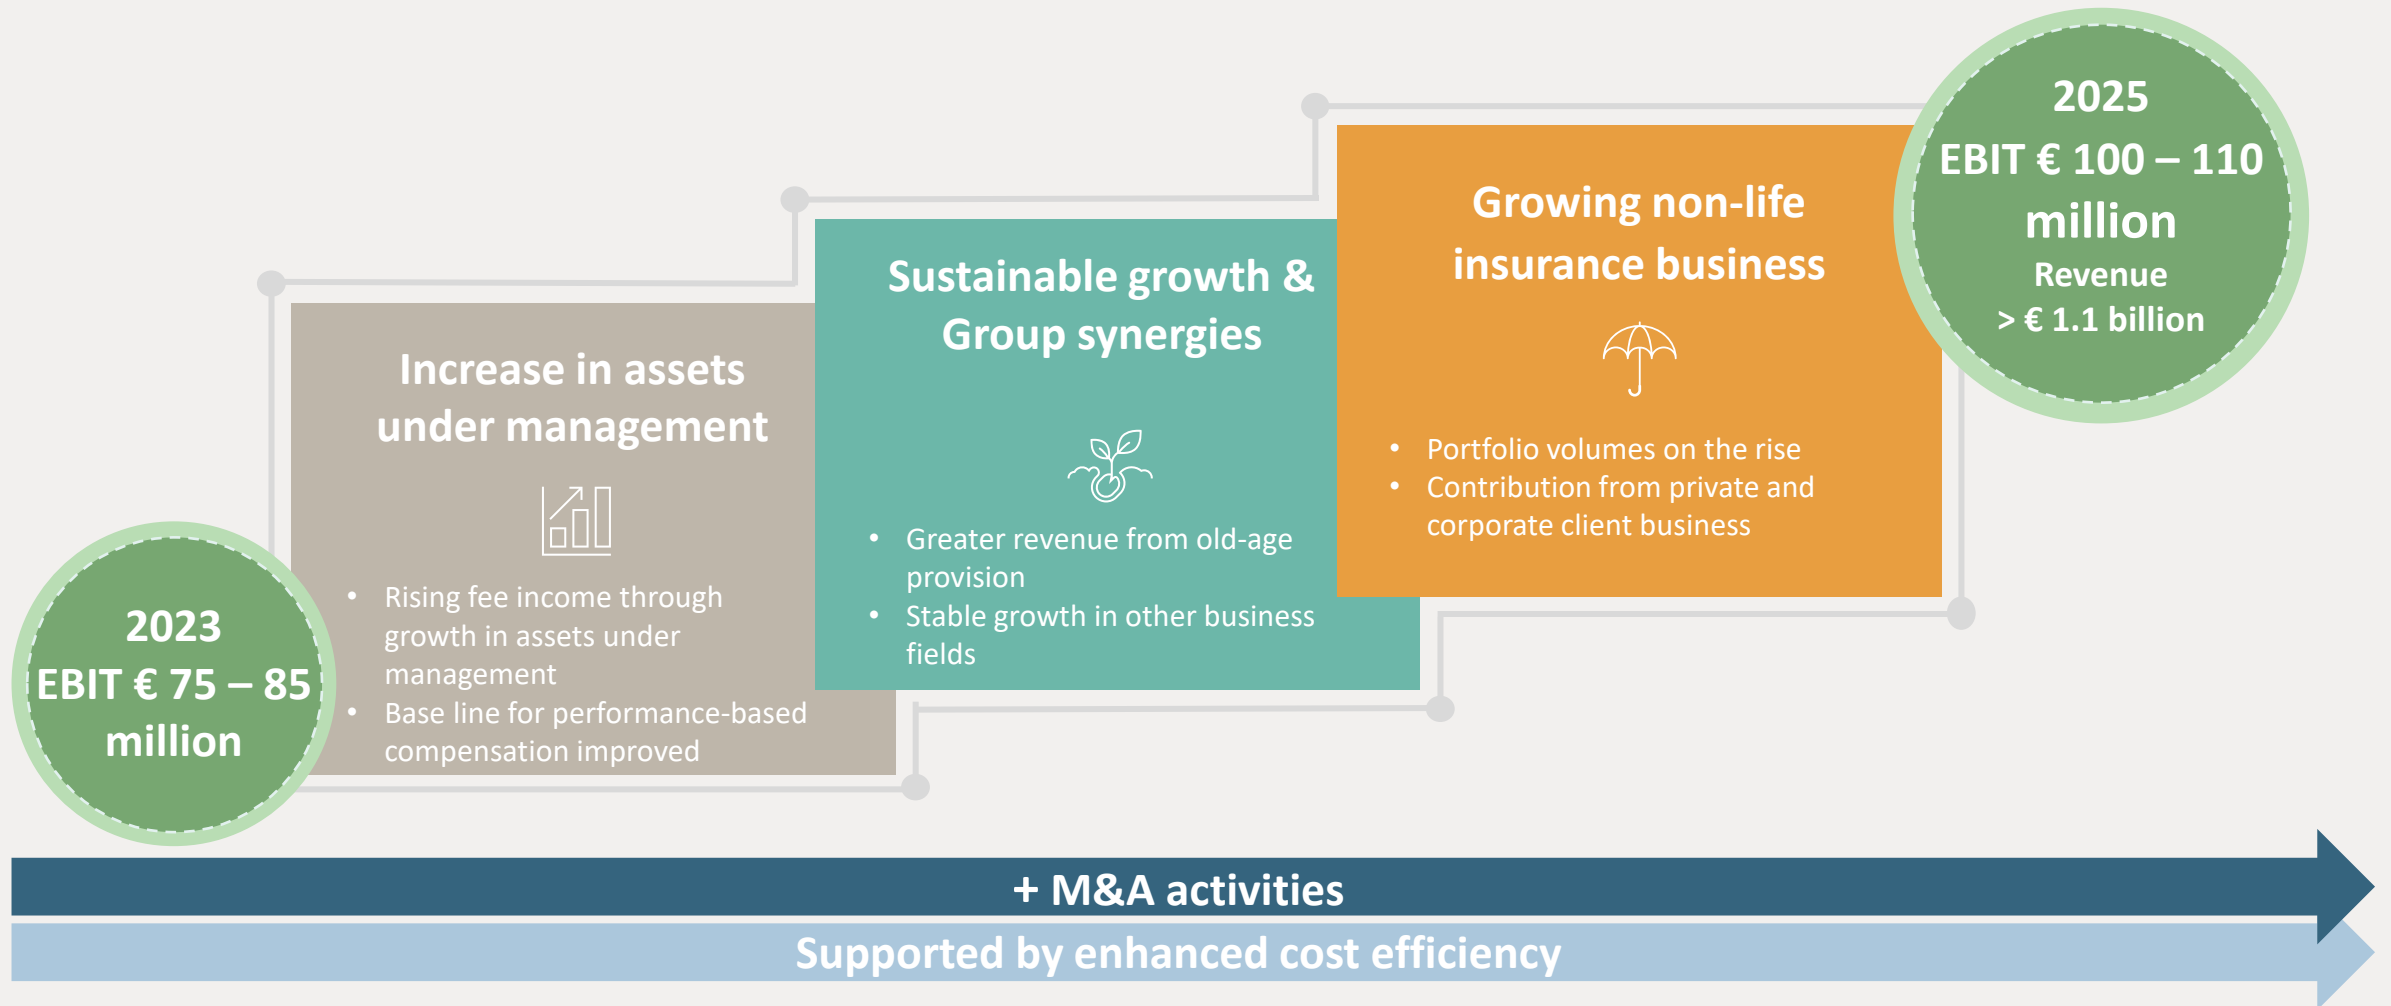 2023
EBIT € 75 – 85
million
Increase in assets
under management
• Rising fee income through
growth in assets under
management
• Base line for performance-based
compensation improved
Sustainable growth &
Group synergies
• Greater revenue from old-age
provision
• Stable growth in other business
fields
Growing non-life
insurance business
• Portfolio volumes on the rise
• Contribution from private and
corporate client business
2025
EBIT € 100 – 110
million
Revenue
> € 1.1 billion
+ M&A activities
Supported by enhanced cost efficiency